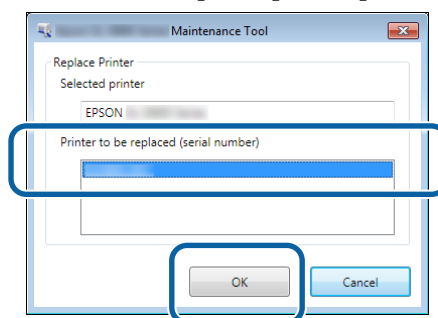 Maintenance Tool
Replace Printer
Selected printer
EPSON
Printer to be replaced (serial number)
OK
Cancel